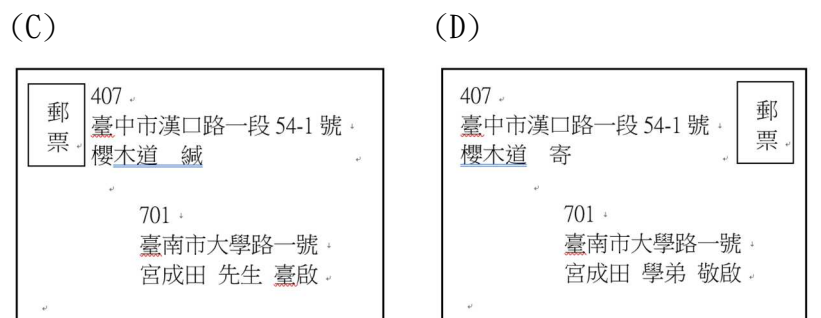 (C)
郵票
407
臺中市漢口路一段 54-1 號
櫻木道 緘
701
臺南市大學路一號
宮成田 先生 臺啟
(D)
407
臺中市漢口路一段 54-1 號
櫻木道 寄
郵票
701
臺南市大學路一號
宮成田 學弟 敬啟